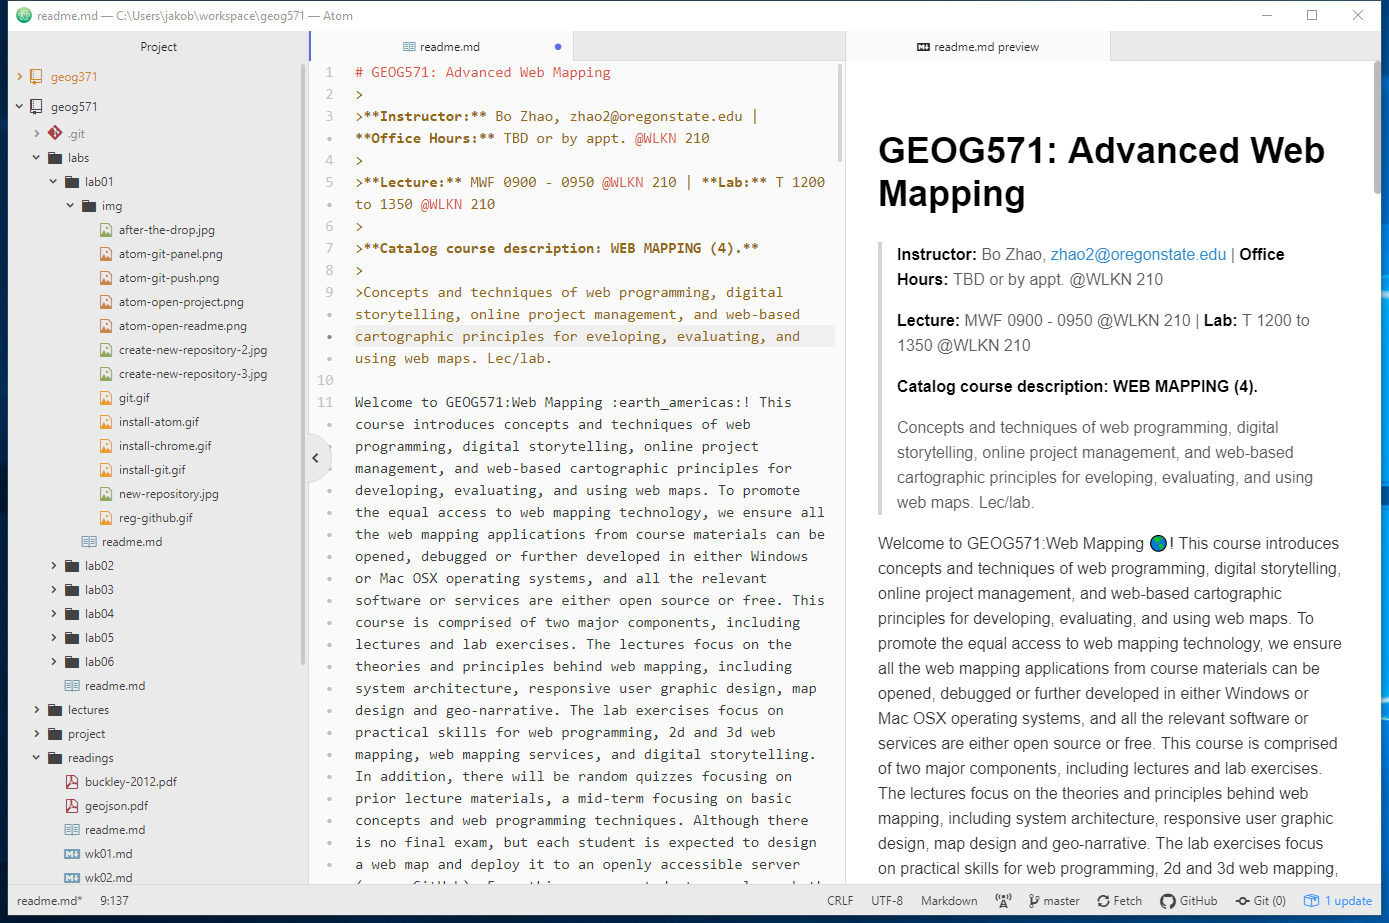 readme.md — C:\Users\jakob\workspace\geog571 — Atom
Project
geog371
geog571
.git
labs
lab01
img
after-the-drop.jpg
atom-git-panel.png
atom-git-push.png
atom-open-project.png
atom-open-readme.png
create-new-repository-2.jpg
create-new-repository-3.jpg
git.gif
install-atom.gif
install-chrome.gif
install-git.gif
new-repository.jpg
reg-github.gif
readme.md
lab02
lab03
lab04
lab05
lab06
readme.md
lectures
project
readings
buckley-2012.pdf
geojson.pdf
readme.md
wk01.md
wk02.md
readme.md
1 # GEOG571: Advanced Web Mapping
2 >
3 >**Instructor:** Bo Zhao, zhao2@oregonstate.edu |
**Office Hours:** TBD or by appt. @WLKN 210
4 >
5 >**Lecture:** MWF 0900 - 0950 @WLKN 210 | **Lab:** T 1200
to 1350 @WLKN 210
6 >
7 >**Catalog course description: WEB MAPPING (4).**
8 >
9 >Concepts and techniques of web programming, digital
storytelling, online project management, and web-based
cartographic principles for eveloping, evaluating, and
using web maps. Lec/lab.
10
11 Welcome to GEOG571:Web Mapping :earth_americas:! This
course introduces concepts and techniques of web
programming, digital storytelling, online project
management, and web-based cartographic principles for
developing, evaluating, and using web maps. To promote
the equal access to web mapping technology, we ensure all
the web mapping applications from course materials can be
opened, debugged or further developed in either Windows
or Mac OSX operating systems, and all the relevant
software or services are either open source or free. This
course is comprised of two major components, including
lectures and lab exercises. The lectures focus on the
theories and principles behind web mapping, including
system architecture, responsive user graphic design, map
design and geo-narrative. The lab exercises focus on
practical skills for web programming, 2d and 3d web
mapping, web mapping services, and digital storytelling.
In addition, there will be random quizzes focusing on
prior lecture materials, a mid-term focusing on basic
concepts and web programming techniques. Although there
is no final exam, but each student is expected to design
a web map and deploy it to an openly accessible server
readme.md preview
GEOG571: Advanced Web
Mapping
Instructor: Bo Zhao, zhao2@oregonstate.edu | Office
Hours: TBD or by appt. @WLKN 210
Lecture: MWF 0900 - 0950 @WLKN 210 | Lab: T 1200 to
1350 @WLKN 210
Catalog course description: WEB MAPPING (4).
Concepts and techniques of web programming, digital
storytelling, online project management, and web-based
cartographic principles for eveloping, evaluating, and using
web maps. Lec/lab.
Welcome to GEOG571:Web Mapping 🌎! This course introduces
concepts and techniques of web programming, digital storytelling,
online project management, and web-based cartographic
principles for developing, evaluating, and using web maps. To
promote the equal access to web mapping technology, we ensure
all the web mapping applications from course materials can be
opened, debugged or further developed in either Windows or
Mac OSX operating systems, and all the relevant software or
services are either open source or free. This course is comprised
of two major components, including lectures and lab exercises.
The lectures focus on the theories and principles behind web
mapping, including system architecture, responsive user graphic
design, map design and geo-narrative. The lab exercises focus
on practical skills for web programming, 2d and 3d web mapping,
readme.md* 9:137 CRLF UTF-8 Markdown master Fetch GitHub Git (0) 1 update